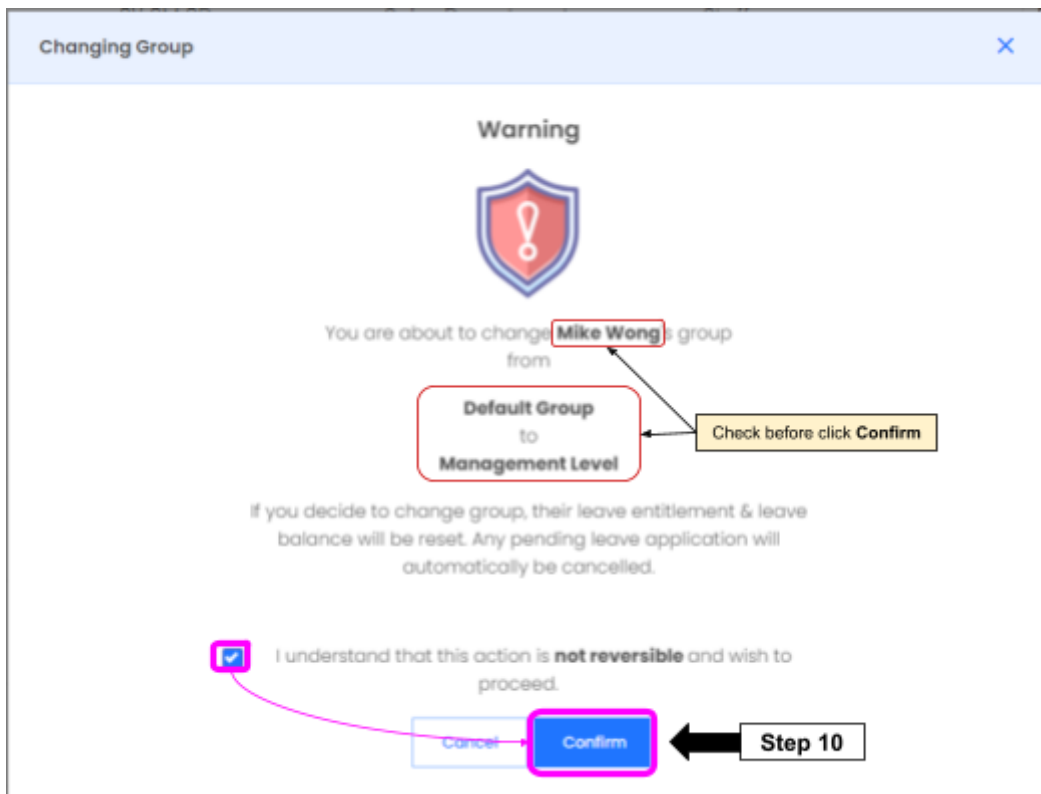 Changing Group
Warning
You are about to change Mike Wong's group
from
Default Group
to
Management Level
Check before click Confirm
If you decide to change group, their leave entitlement & leave
balance will be reset. Any pending leave application will
automatically be cancelled.
I understand that this action is not reversible and wish to
proceed.
Cancel
Confirm
Step 10